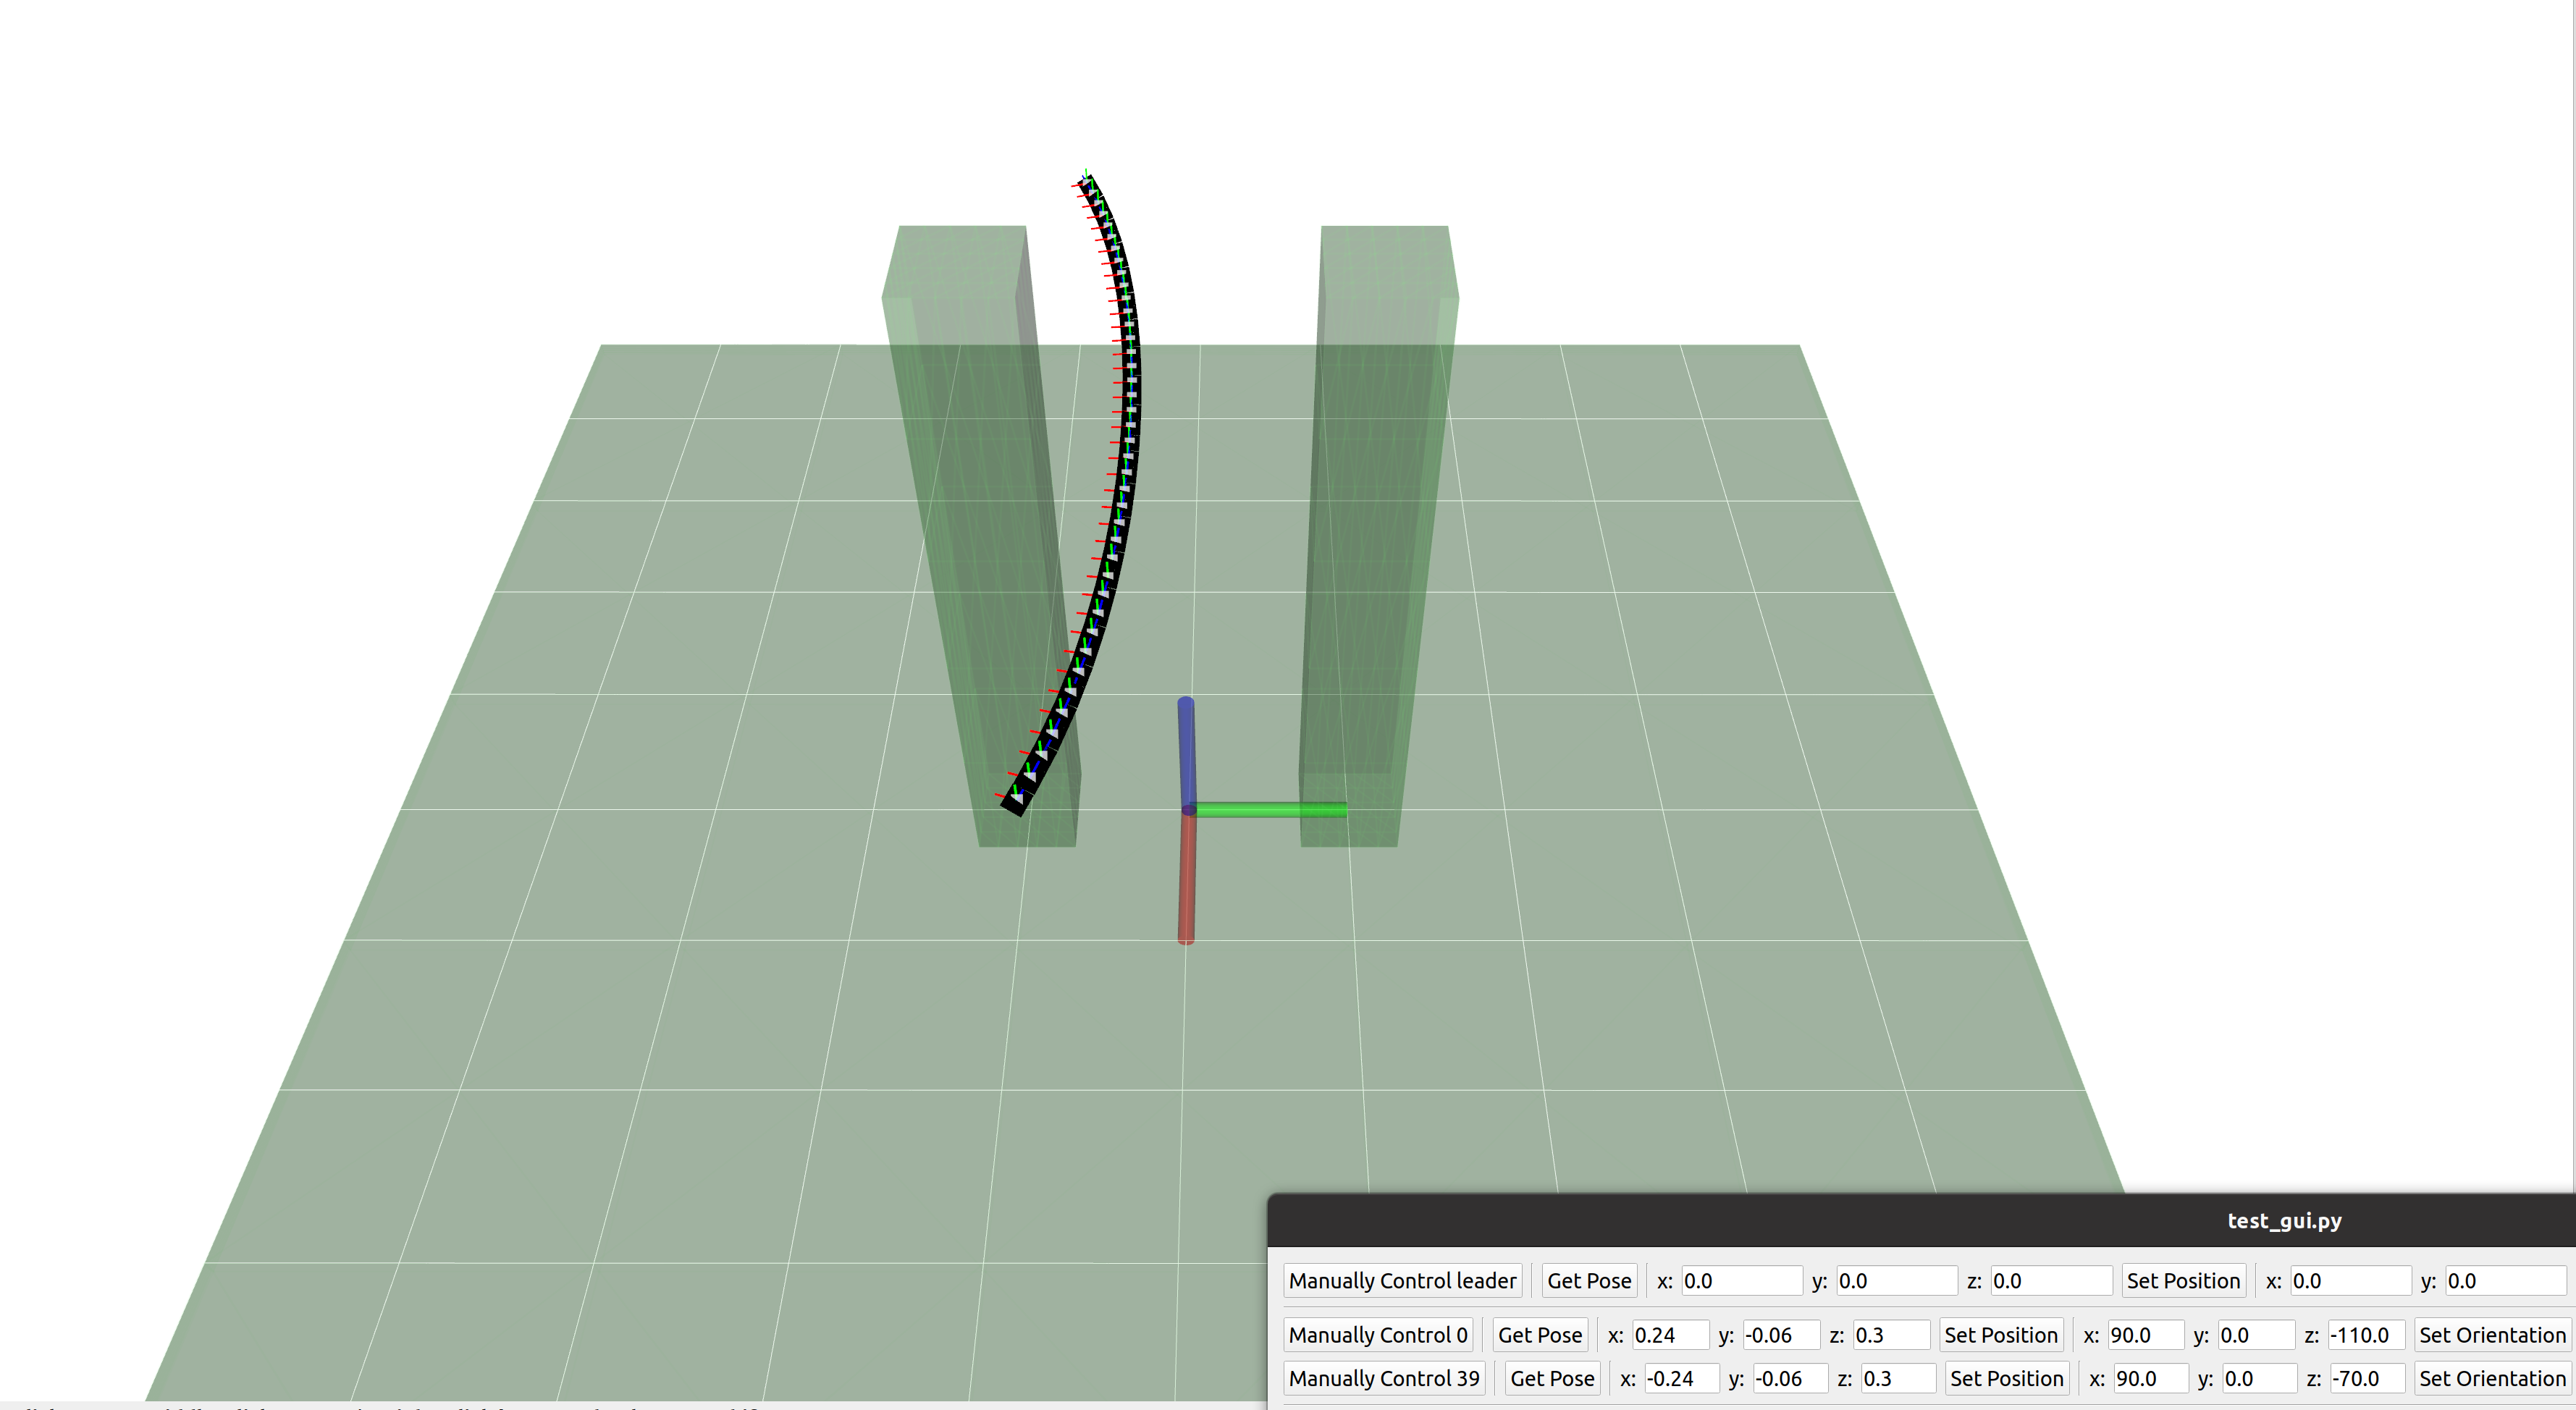 test_gui.py
Manually Control leader Get Pose x: 0.0 y: 0.0 z: 0.0 Set Position x: 0.0 y: 0.0
Manually Control 0 Get Pose x: 0.24 y: -0.06 z: 0.3 Set Position x: 90.0 y: 0.0 z: -110.0 Set Orientation
Manually Control 39 Get Pose x: -0.24 y: -0.06 z: 0.3 Set Position x: 90.0 y: 0.0 z: -70.0 Set Orientation